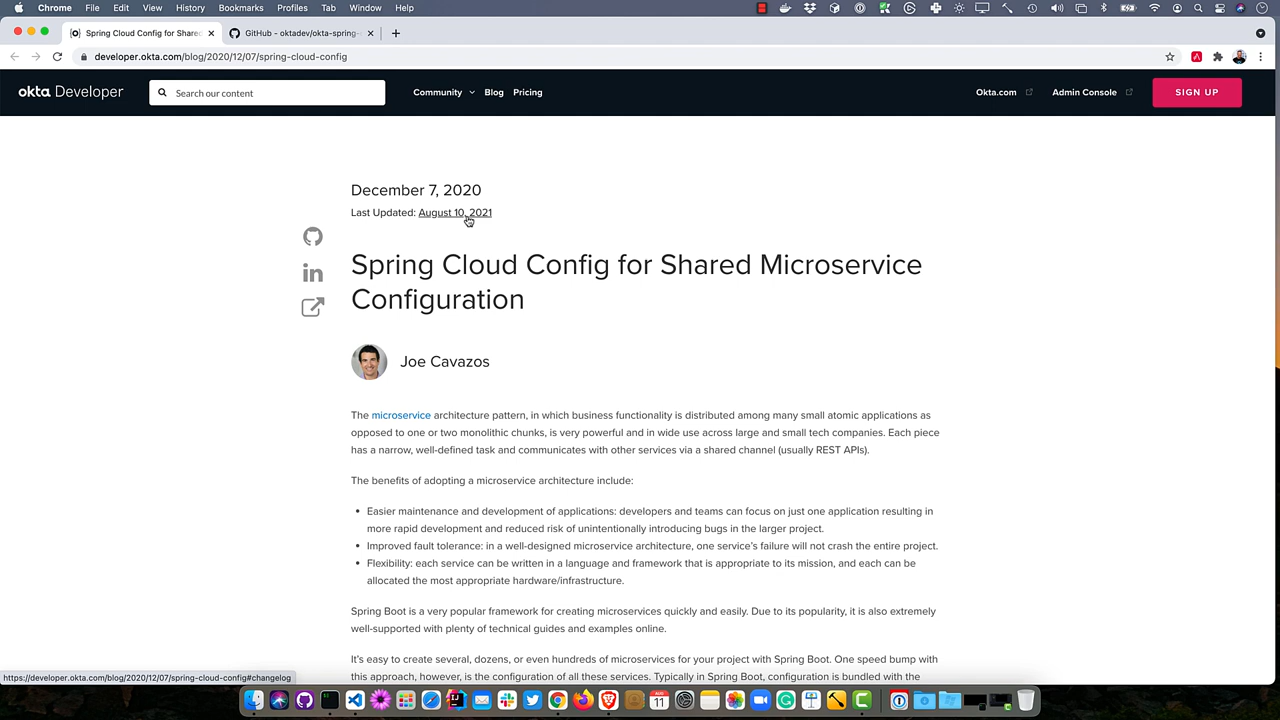 Chrome File Edit View History Bookmarks Profiles Tab Window Help
Spring Cloud Config for Share
GitHub - oktadev/okta-spring-
developer.okta.com/blog/2020/12/07/spring-cloud-config
okta Developer
Search our content
Community Blog Pricing
Okta.com Admin Console SIGN UP
December 7, 2020
Last Updated: August 10, 2021
Spring Cloud Config for Shared Microservice
Configuration
Joe Cavazos
The microservice architecture pattern, in which business functionality is distributed among many small atomic applications as
opposed to one or two monolithic chunks, is very powerful and in wide use across large and small tech companies. Each piece
has a narrow, well-defined task and communicates with other services via a shared channel (usually REST APIs).
The benefits of adopting a microservice architecture include:
• Easier maintenance and development of applications: developers and teams can focus on just one application resulting in
more rapid development and reduced risk of unintentionally introducing bugs in the larger project.
• Improved fault tolerance: in a well-designed microservice architecture, one service's failure will not crash the entire project.
• Flexibility: each service can be written in a language and framework that is appropriate to its mission, and each can be
allocated the most appropriate hardware/infrastructure.
Spring Boot is a very popular framework for creating microservices quickly and easily. Due to its popularity, it is also extremely
well-supported with plenty of technical guides and examples online.
It's easy to create several, dozens, or even hundreds of microservices for your project with Spring Boot. One speed bump with
this approach, however, is the configuration of all these services. Typically in Spring Boot, configuration is bundled with the
https://developer.okta.com/blog/2020/12/07/spring-cloud-config#changelog
11